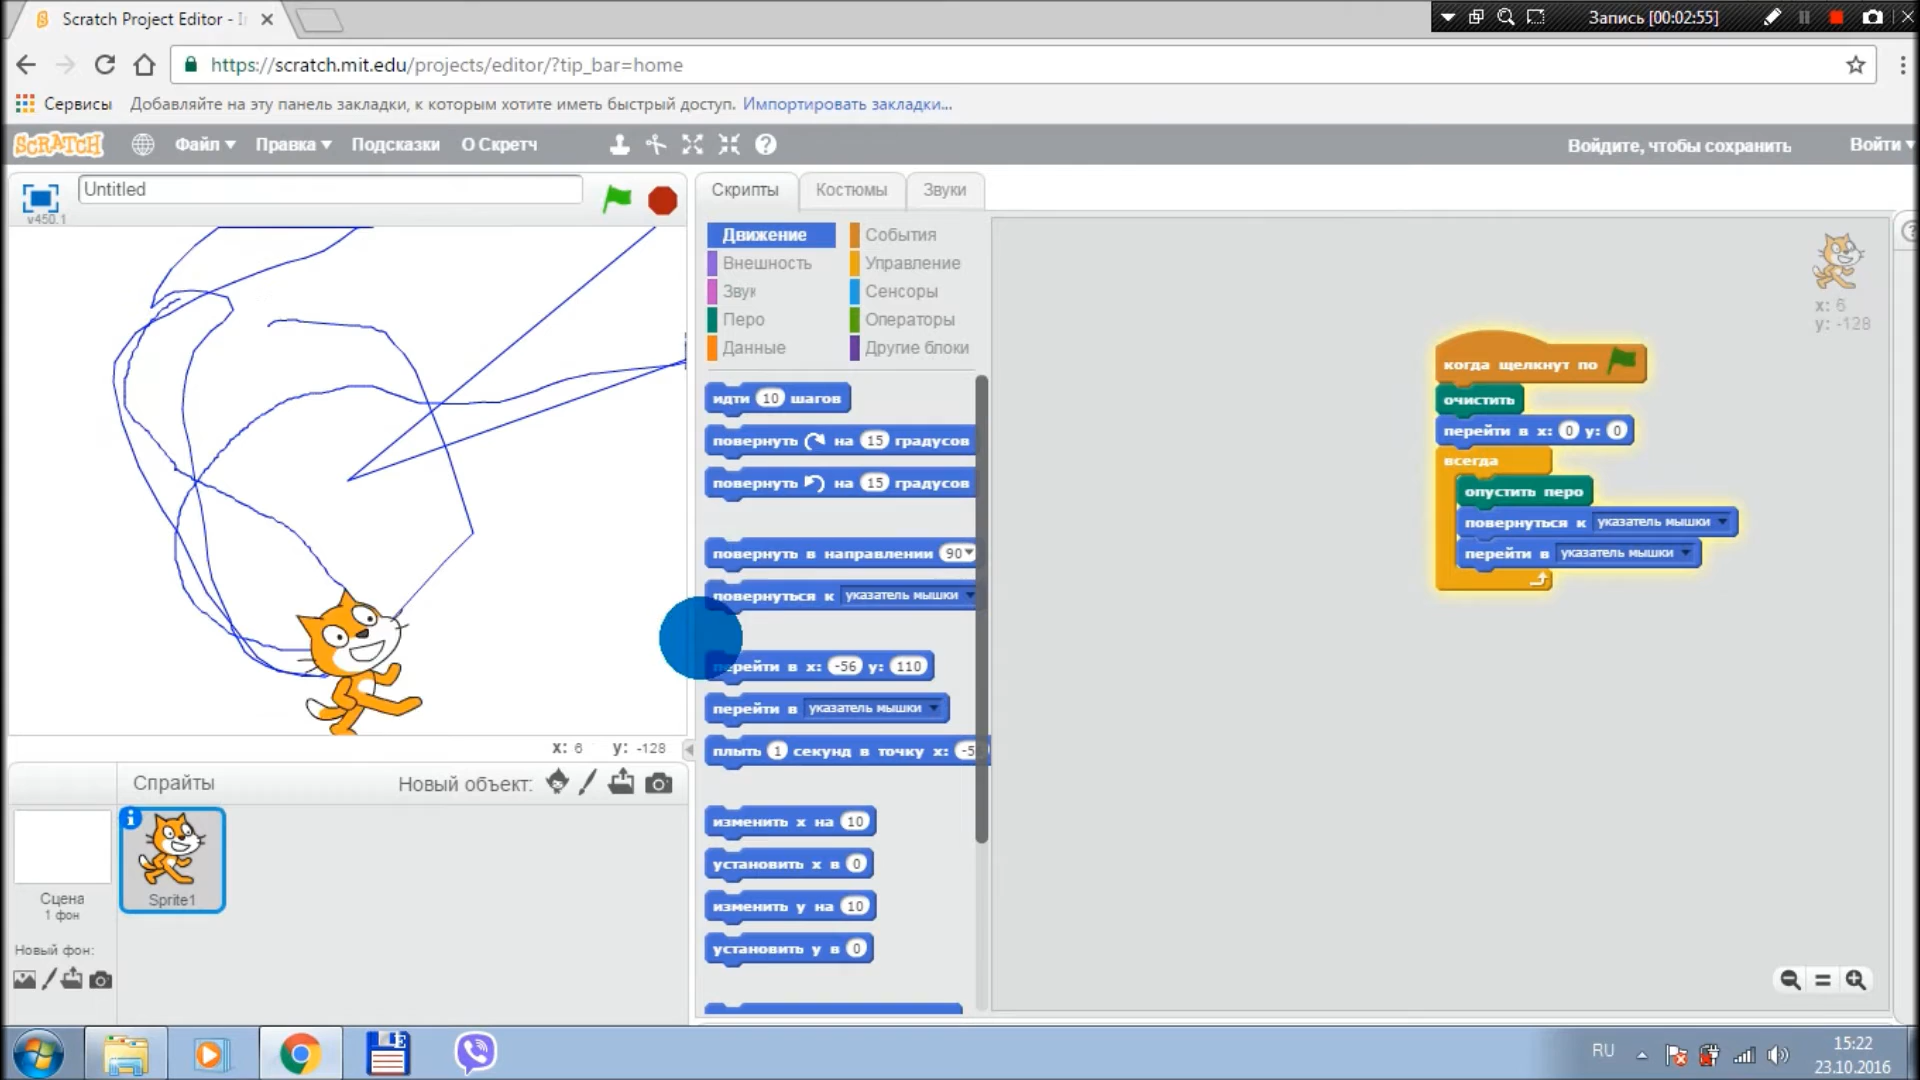 Scratch Project Editor - I
Запись [00:02:55]
https://scratch.mit.edu/projects/editor/?tip_bar=home
Сервисы Добавляйте на эту панель закладки, к которым хотите иметь быстрый доступ. Импортировать закладки...
SCRATCH Файл Правка Подсказки О Скретч Войдите, чтобы сохранить Войти
v450.1
Untitled
Скрипты Костюмы Звуки
Движение События
Внешность Управление
Звук Сенсоры
Перо Операторы
Данные Другие блоки
идти 10 шагов
повернуть на 15 градусов
повернуть на 15 градусов
повернуть в направлении 90
повернуться к указатель мышки
перейти в x: -56 y: 110
перейти в указатель мышки
плыть 1 секунд в точку x: -5
изменить x на 10
установить x в 0
изменить y на 10
установить y в 0
x: 6
y: -128
когда щелкнут по
очистить
перейти в x: 0 y: 0
всегда
опустить перо
повернуться к указатель мышки
перейти в указатель мышки
x: 6 y: -128
Спрайты Новый объект:
Sprite1
Сцена
1 фон
Новый фон:
RU
15:22
23.10.2016